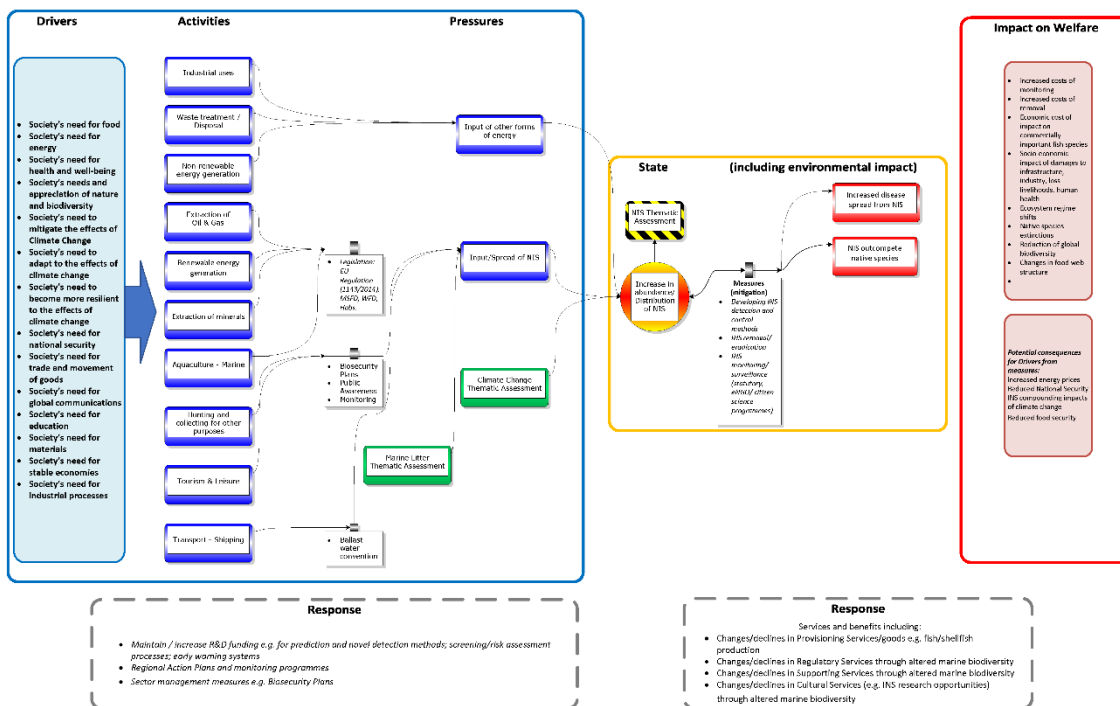 Drivers
Activities
Pressures
Impact on Welfare
• Society's need for food
• Society's need for
energy
• Society's need for
health and well-being
• Society's needs and
appreciation of nature
and biodiversity
• Society's need to
mitigate the effects of
Climate Change
• Society's need to
adapt to the effects of
climate change
• Society's need to
become more resilient
to the effects of
climate change
• Society's need for
national security
• Society's need for
trade and movement
of goods
• Society's need for
global communications
• Society's need for
education
• Society's need for
materials
• Society's need for
stable economies
• Society's need for
industrial processes
Industrial uses
Waste treatment /
Disposal
Non-renewable
energy generation
Extraction of
Oil & Gas
Renewable energy
generation
Extraction of minerals
Aquaculture - Marine
Hunting and
collecting for other
purposes
Tourism & Leisure
Transport - Shipping
• Legislation:
EU
Regulation
(1143/2014),
MSFD, WFD,
Habs.
• Biosecurity
Plans
• Public
Awareness
• Monitoring
• Ballast
water
convention
Input of other forms
of energy
Input/Spread of NIS
Climate Change
Thematic Assessment
Marine Litter
Thematic Assessment
State
(including environmental impact)
NIS Thematic
Assessment
Increase in
abundance/
Distribution
of NIS
Measures
(mitigation)
• Developing INS
detection and
control
methods
• INS removal/
eradication
• INS
monitoring/
surveillance
(statutory,
eNGO/ citizen
science
programmes)
Increased disease
spread from NIS
NIS outcompete
native species
• Increased costs of
monitoring
• Increased costs of
removal
• Economic cost of
impact on
commercially
important fish species
• Socio economic
impact of damages to
infrastructure,
industry, loss
livelihoods, human
health
• Ecosystem regime
shifts
• Native species
extinctions
• Reduction of global
biodiversity
• Changes in food web
structure
•
Potential consequences
for Drivers from
measures:
Increased energy prices
Reduced National Security
INS compounding impacts
of climate change
Reduced food security
Response
• Maintain / increase R&D funding e.g. for prediction and novel detection methods; screening/risk assessment
processes; early warning systems
• Regional Action Plans and monitoring programmes
• Sector management measures e.g. Biosecurity Plans
Response
Services and benefits including:
• Changes/declines in Provisioning Services/goods e.g. fish/shellfish
production
• Changes/declines in Regulatory Services through altered marine biodiversity
• Changes/declines in Supporting Services through altered marine biodiversity
• Changes/declines in Cultural Services (e.g. INS research opportunities)
through altered marine biodiversity